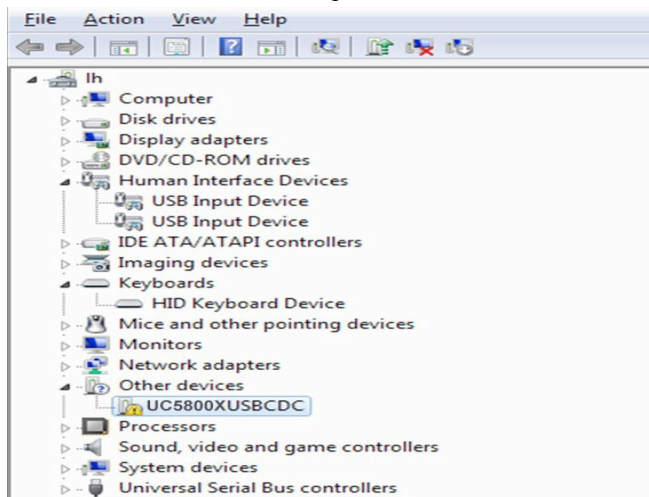 File Action View Help
lh
Computer
Disk drives
Display adapters
DVD/CD-ROM drives
Human Interface Devices
USB Input Device
USB Input Device
IDE ATA/ATAPI controllers
Imaging devices
Keyboards
HID Keyboard Device
Mice and other pointing devices
Monitors
Network adapters
Other devices
UC5800XUSBCDC
Processors
Sound, video and game controllers
System devices
Universal Serial Bus controllers